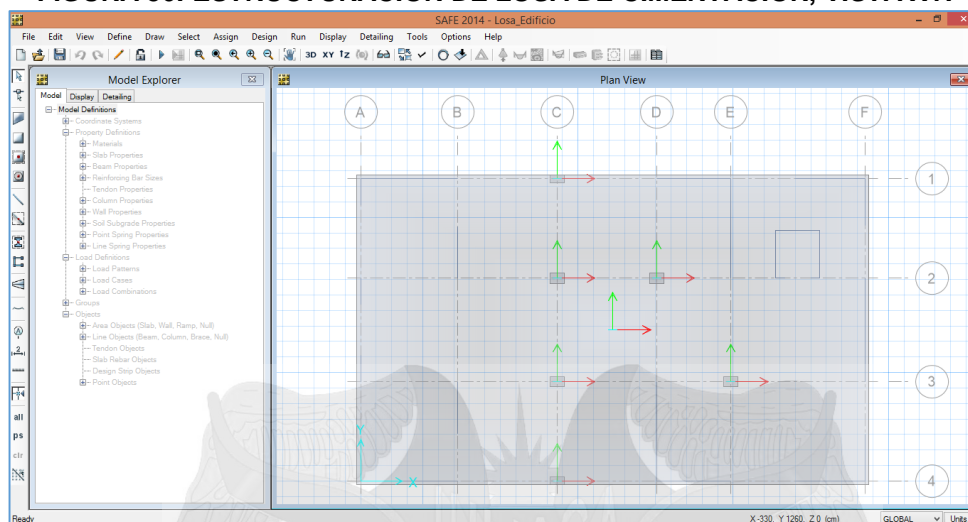 SAFE 2014 - Losa_Edificio
File Edit View Define Draw Select Assign Design Run Display Detailing Tools Options Help
3D XY
Model Explorer
Plan View
Model Display Detailing
Model Definitions
Coordinate Systems
Property Definitions
Materials
Slab Properties
Beam Properties
Reinforcing Bar Sizes
Tendon Properties
Column Properties
Wall Properties
Soil Subgrade Properties
Point Spring Properties
Line Spring Properties
Load Definitions
Load Patterns
Load Cases
Load Combinations
Groups
Objects
Area Objects (Slab, Wall, Ramp, Null)
Line Objects (Beam, Column, Brace, Null)
Tendon Objects
Slab Rebar Objects
Design Strip Objects
Point Objects
all
ps
clr
A B C D E F
1
2
3
4
Y
X
Ready
X -330, Y 1260, Z 0 (cm)
GLOBAL
Units